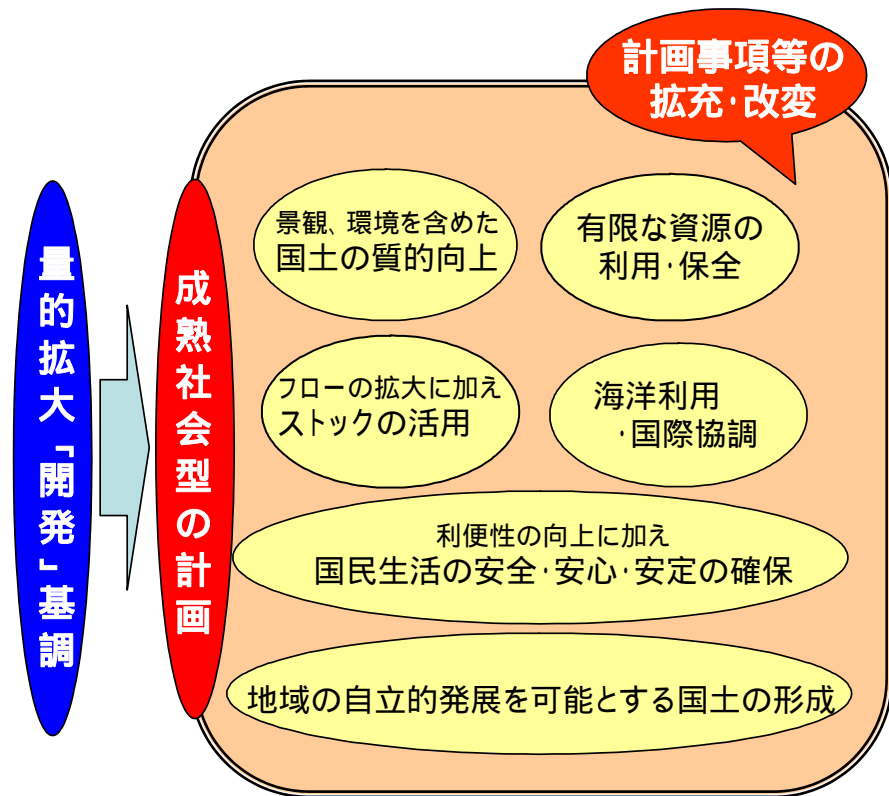 計画事項等の
拡充・改変
量的拡大「開発」基調
成熟社会型の計画
景観、環境を含めた
国土の質的向上
有限な資源の
利用・保全
フローの拡大に加え
ストックの活用
海洋利用
・国際協調
利便性の向上に加え
国民生活の安全・安心・安定の確保
地域の自立的発展を可能とする国土の形成